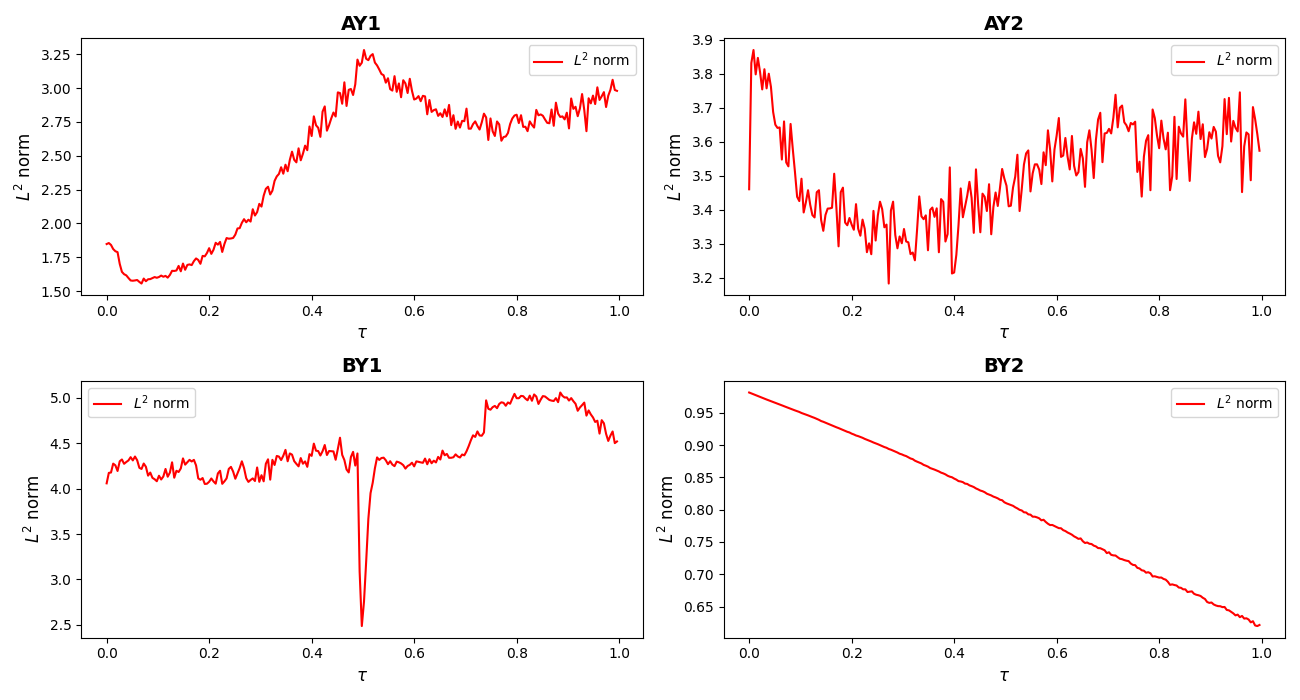 AY1
L² norm
3.25
3.00
2.75
2.50
2.25
2.00
1.75
1.50
L² norm
0.0 0.2 0.4 0.6 0.8 1.0
τ
AY2
L² norm
3.9
3.8
3.7
3.6
3.5
3.4
3.3
3.2
L² norm
0.0 0.2 0.4 0.6 0.8 1.0
τ
BY1
L² norm
5.0
4.5
4.0
3.5
3.0
2.5
L² norm
0.0 0.2 0.4 0.6 0.8 1.0
τ
BY2
L² norm
0.95
0.90
0.85
0.80
0.75
0.70
0.65
L² norm
0.0 0.2 0.4 0.6 0.8 1.0
τ